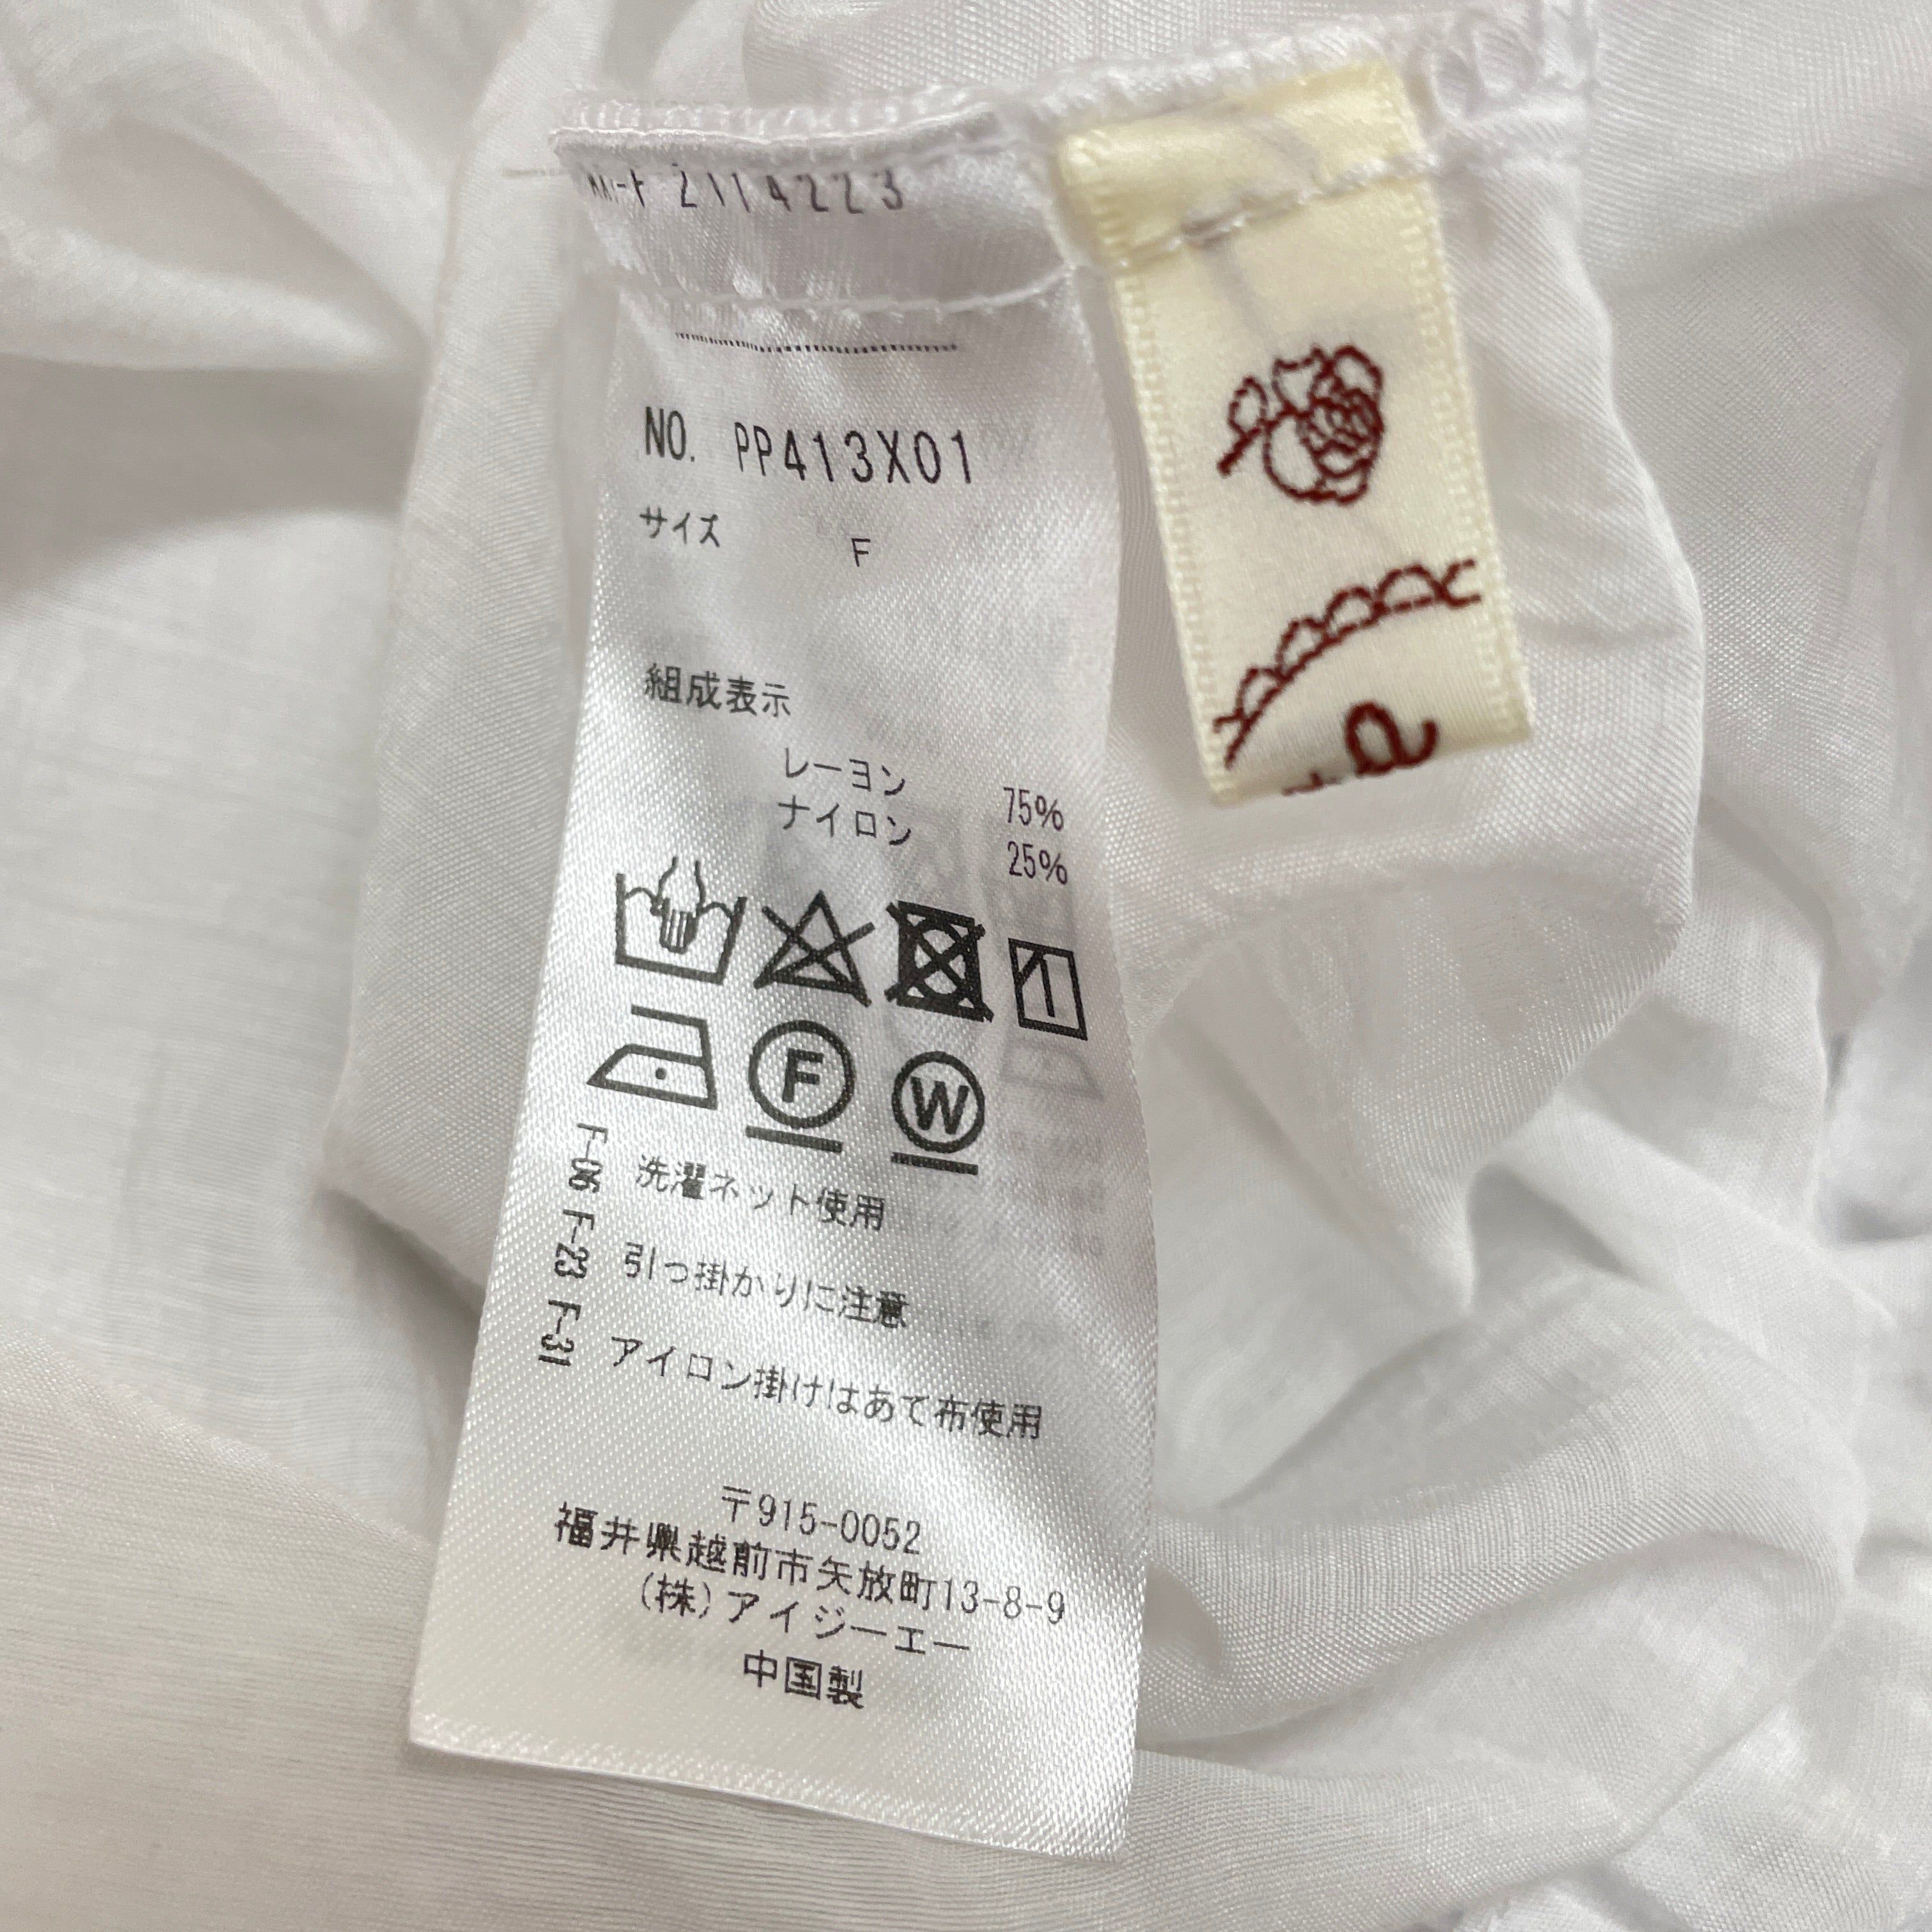 2114223
NO. PP413X01
サイズ F
組成表示
レーヨン 75%
ナイロン 25%
F W
F-06 洗濯ネット使用
F-23 引っ掛かりに注意
F-31 アイロン掛けはあて布使用
〒915-0052
福井県越前市矢放町13-8-9
(株)アイジーエー
中国製